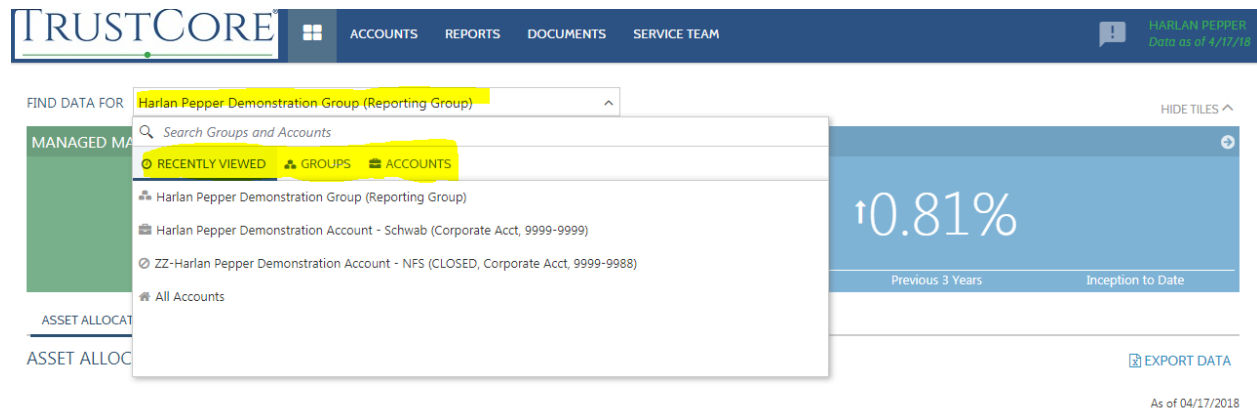 TRUSTCORE®
ACCOUNTS REPORTS DOCUMENTS SERVICE TEAM
HARLAN PEPPER
Data as of 4/17/18
FIND DATA FOR Harlan Pepper Demonstration Group (Reporting Group)
HIDE TILES
Search Groups and Accounts
MANAGED MA
RECENTLY VIEWED GROUPS ACCOUNTS
Harlan Pepper Demonstration Group (Reporting Group)
↑0.81%
Harlan Pepper Demonstration Account - Schwab (Corporate Acct, 9999-9999)
ZZ-Harlan Pepper Demonstration Account - NFS (CLOSED, Corporate Acct, 9999-9988)
Previous 3 Years Inception to Date
All Accounts
ASSET ALLOCAT
ASSET ALLOC
EXPORT DATA
As of 04/17/2018